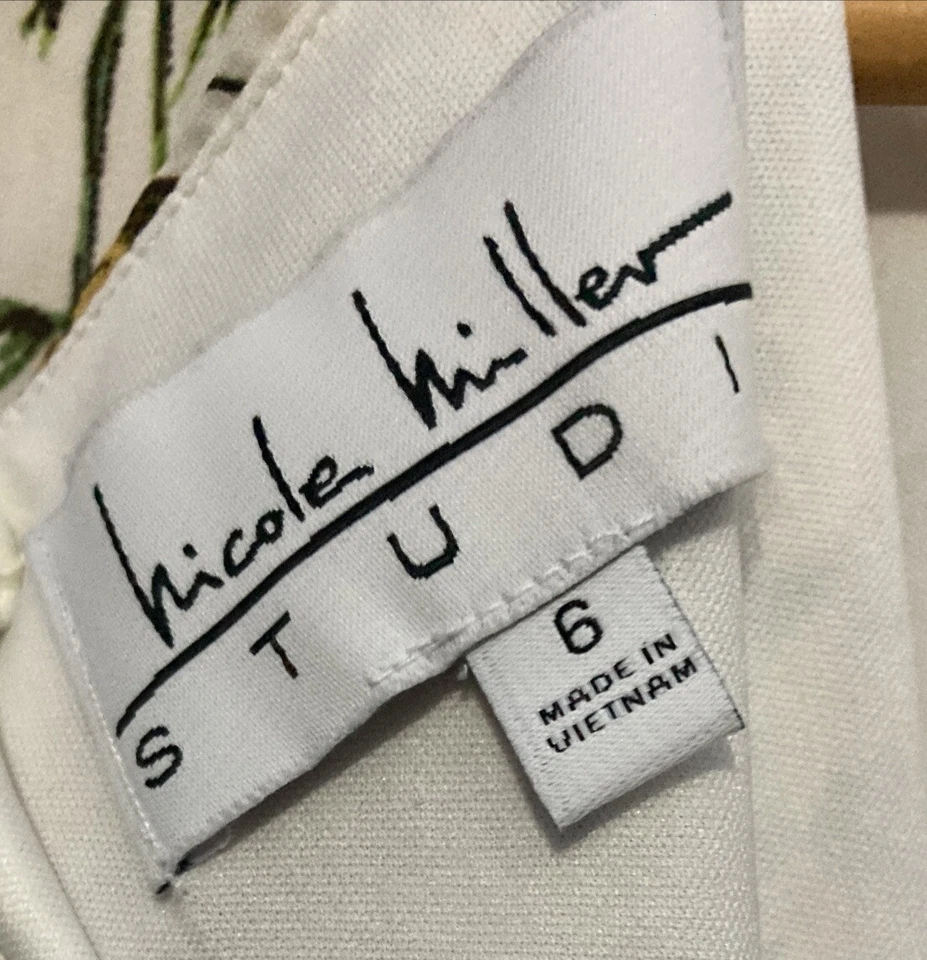 nicole miller
S T U D I
6
MADE IN
VIETNAM